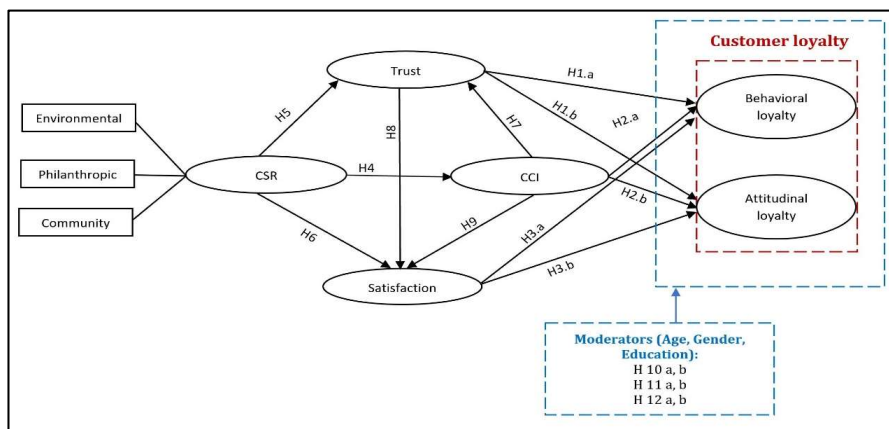 Customer loyalty
Trust
H1.a
Behavioral
loyalty
H1.b
H2.a
Environmental
H5
H8
H7
Philanthropic
CSR
H4
CCI
H2.b
Attitudinal
loyalty
Community
H6
H9
H3.a
H3.b
Satisfaction
Moderators (Age, Gender,
Education):
H 10 a, b
H 11 a, b
H 12 a, b